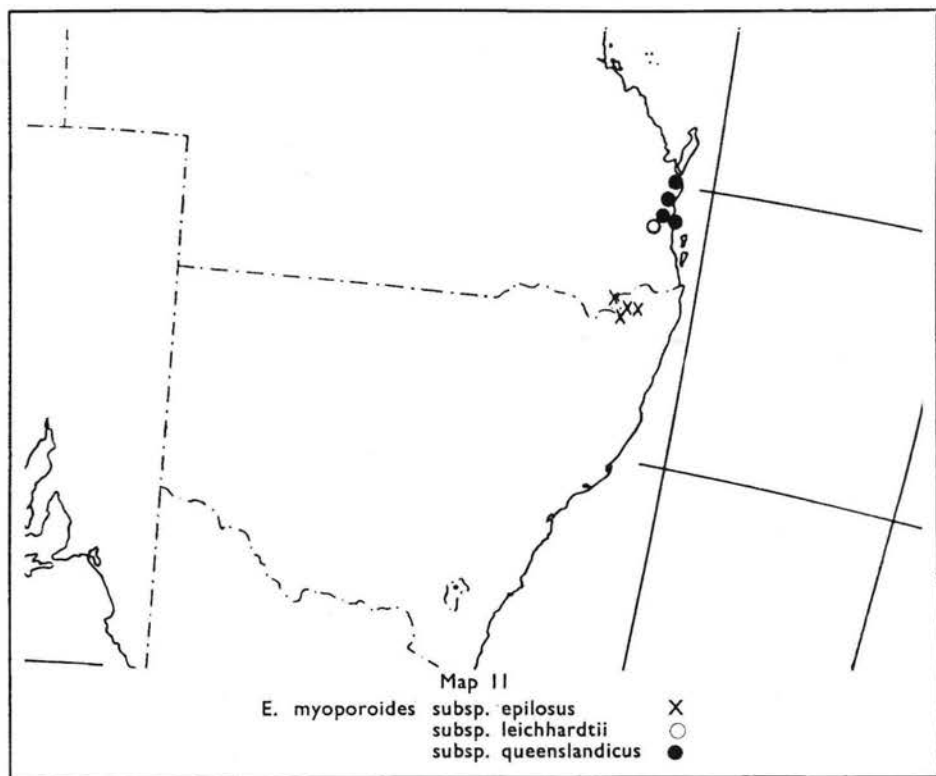 Map 11
E. myoporoides subsp. epilosus X
subsp. leichhardtii ○
subsp. queenslandicus ●